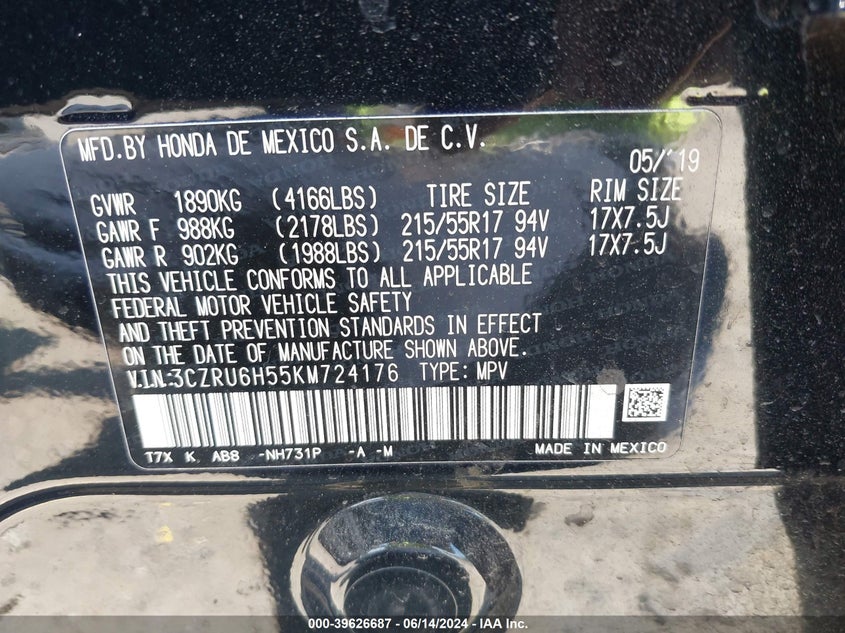 MFD.BY HONDA DE MEXICO S.A. DE C.V.
05/'19
GVWR 1890KG (4166LBS) TIRE SIZE RIM SIZE
GAWR F 988KG (2178LBS) 215/55R17 94V 17X7.5J
GAWR R 902KG (1988LBS) 215/55R17 94V 17X7.5J
THIS VEHICLE CONFORMS TO ALL APPLICABLE
FEDERAL MOTOR VEHICLE SAFETY
AND THEFT PREVENTION STANDARDS IN EFFECT
ON THE DATE OF MANUFACTURE SHOWN ABOVE.
V.I.N:3CZRU6H55KM724176 TYPE: MPV
T7X K AB8 -NH731P -A -M MADE IN MEXICO
000-39626687 - 06/14/2024 - IAA Inc.